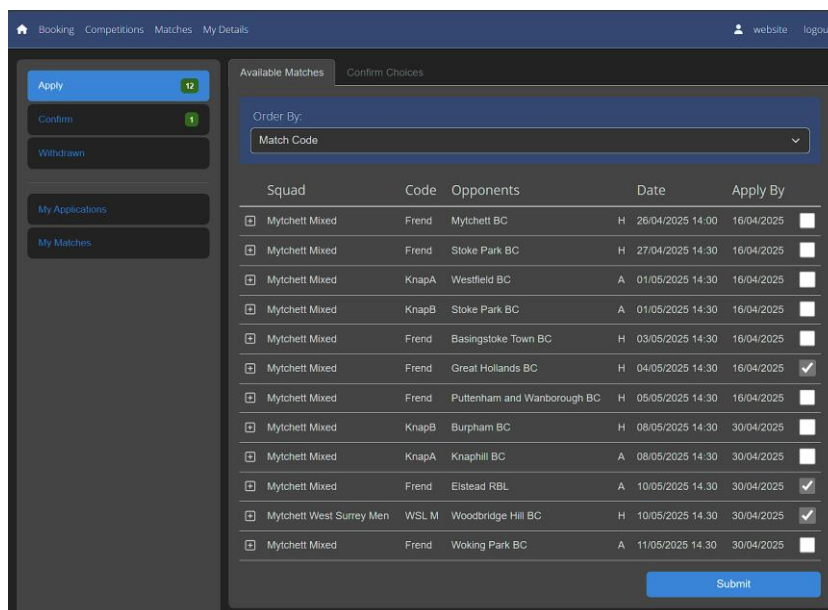 Booking Competitions Matches My Details website logou
Apply 12
Confirm 1
Withdrawn
My Applications
My Matches
Available Matches Confirm Choices
Order By:
Match Code
Squad Code Opponents Date Apply By
Mytchett Mixed Frend Mytchett BC H 26/04/2025 14:00 16/04/2025
Mytchett Mixed Frend Stoke Park BC H 27/04/2025 14:30 16/04/2025
Mytchett Mixed KnapA Westfield BC A 01/05/2025 14:30 16/04/2025
Mytchett Mixed KnapB Stoke Park BC A 01/05/2025 14:30 16/04/2025
Mytchett Mixed Frend Basingstoke Town BC H 03/05/2025 14:30 16/04/2025
Mytchett Mixed Frend Great Hollands BC H 04/05/2025 14:30 16/04/2025
Mytchett Mixed Frend Puttenham and Wanborough BC H 05/05/2025 14:30 16/04/2025
Mytchett Mixed KnapB Burpham BC H 08/05/2025 14:30 30/04/2025
Mytchett Mixed KnapA Knaphill BC A 08/05/2025 14:30 30/04/2025
Mytchett Mixed Frend Elstead RBL A 10/05/2025 14:30 30/04/2025
Mytchett West Surrey Men WSL M Woodbridge Hill BC H 10/05/2025 14:30 30/04/2025
Mytchett Mixed Frend Woking Park BC A 11/05/2025 14:30 30/04/2025
Submit